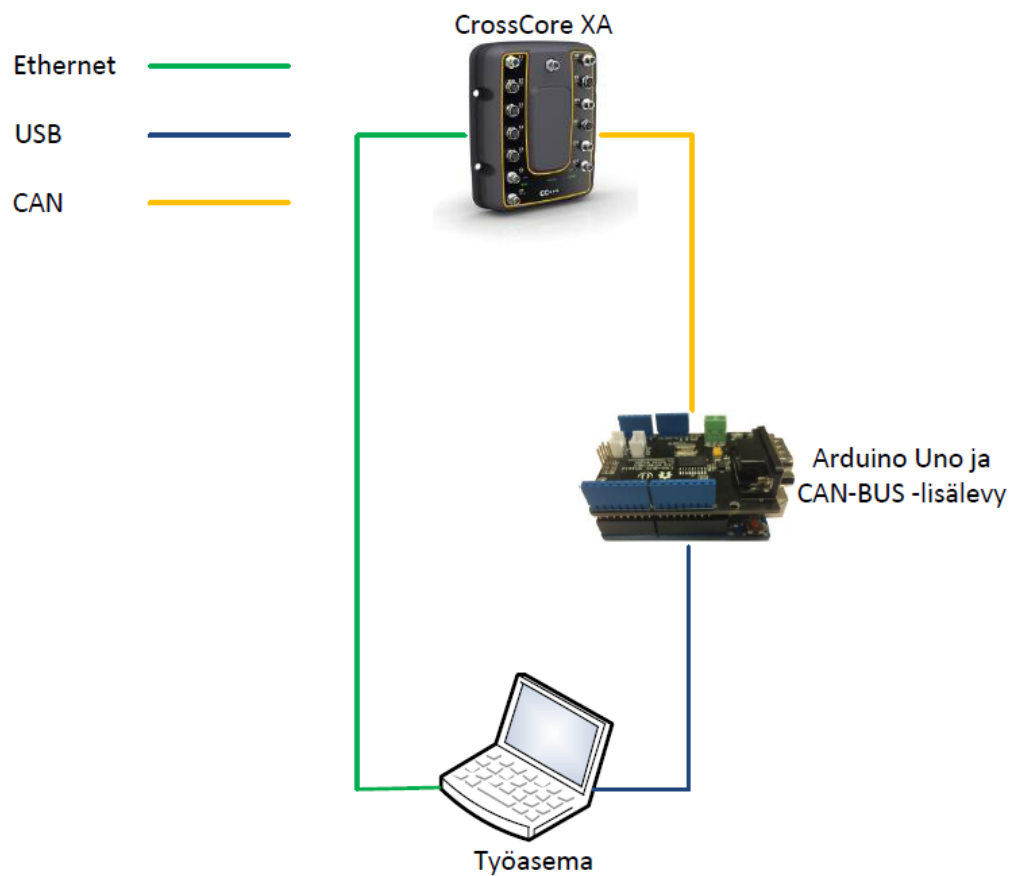 CrossCore XA
Ethernet
USB
CAN
Arduino Uno ja
CAN-BUS -lisälevy
Työasema